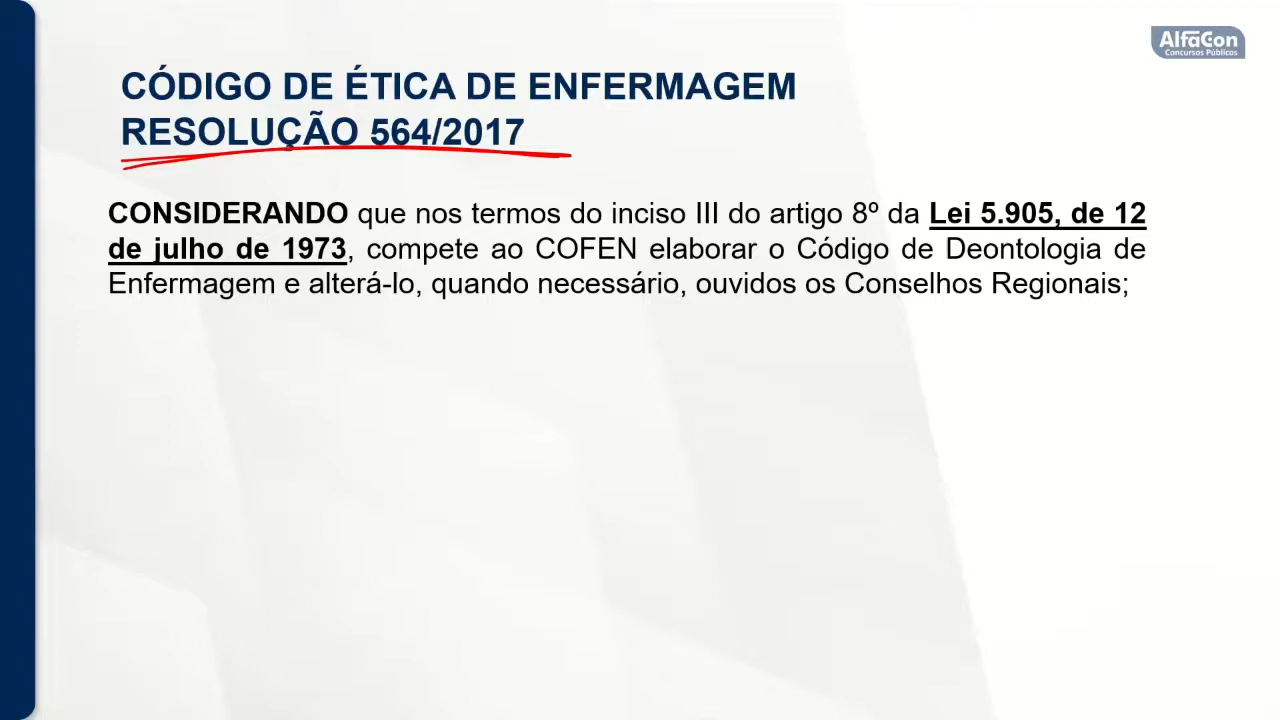 AlfaCon
Concursos Públicos
CÓDIGO DE ÉTICA DE ENFERMAGEM
RESOLUÇÃO 564/2017
CONSIDERANDO que nos termos do inciso III do artigo 8º da Lei 5.905, de 12
de julho de 1973, compete ao COFEN elaborar o Código de Deontologia de
Enfermagem e alterá-lo, quando necessário, ouvidos os Conselhos Regionais;